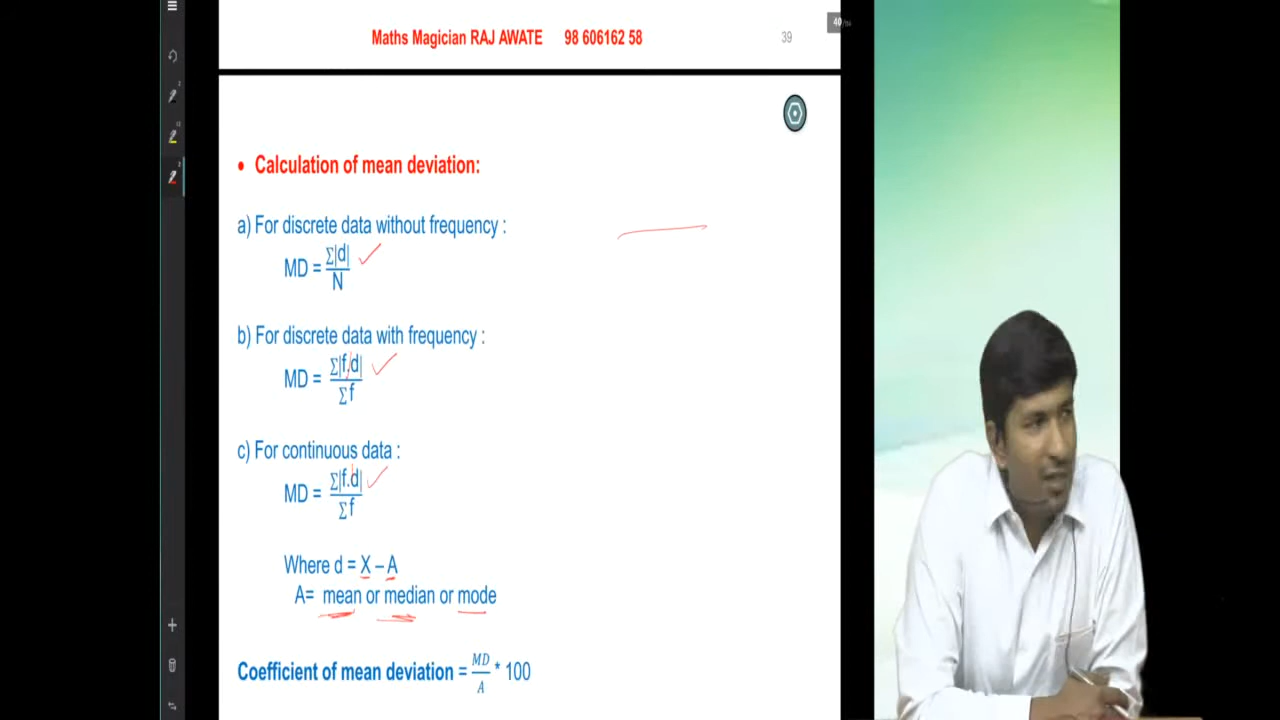 Maths Magician RAJ AWATE 98 606162 58 39
40
• Calculation of mean deviation:
a) For discrete data without frequency :
MD = Σ|d| / N
b) For discrete data with frequency :
MD = Σ|f.d| / Σf
c) For continuous data :
MD = Σ|f.d| / Σf
Where d = X – A
A= mean or median or mode
Coefficient of mean deviation = MD / A * 100